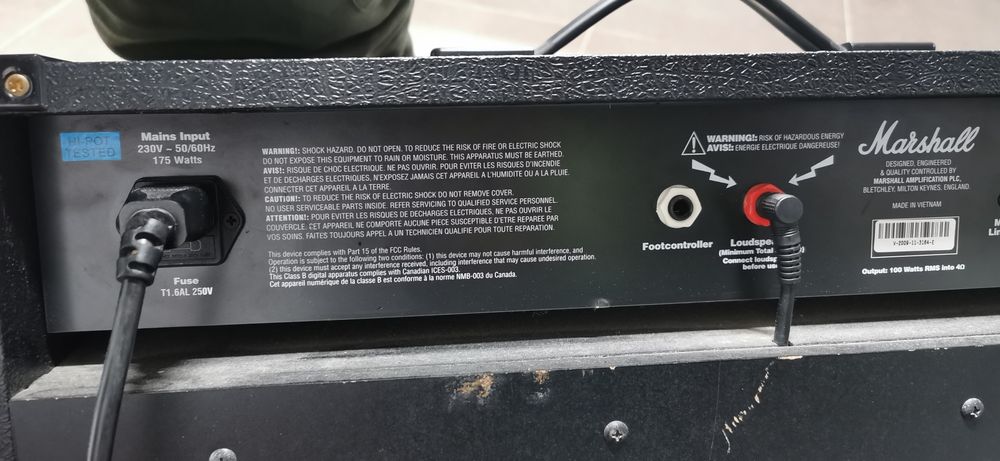 HI-POT
TESTED
Mains Input
230V ~ 50/60Hz
175 Watts
Fuse
T1.6AL 250V
WARNING!: SHOCK HAZARD. DO NOT OPEN. TO REDUCE THE RISK OF FIRE OR ELECTRIC SHOCK
DO NOT EXPOSE THIS EQUIPMENT TO RAIN OR MOISTURE. THIS APPARATUS MUST BE EARTHED.
AVIS!: RISQUE DE CHOC ELECTRIQUE. NE PAS OUVRIR. POUR EVITER LES RISQUES D'INCENDIE
ET DE DECHARGES ELECTRIQUES, N'EXPOSEZ JAMAIS CET APPAREIL A L'HUMIDITE OU A LA PLUIE.
CONNECTER CET APPAREIL A LA TERRE.
CAUTION!: TO REDUCE THE RISK OF ELECTRIC SHOCK DO NOT REMOVE COVER.
NO USER SERVICEABLE PARTS INSIDE. REFER SERVICING TO QUALIFIED SERVICE PERSONNEL.
ATTENTION!: POUR EVITER LES RISQUES DE DECHARGES ELECTRIQUES, NE PAS OUVRIR LE
COUVERCLE. CET APPAREIL NE COMPORTE AUCUNE PIECE SUSCEPTIBLE D'ETRE REPAREE PAR
VOS SOINS. FAITES TOUJOURS APPEL A UN TECHNICIEN QUALIFIE POUR TOUTE REPARATION.
This device complies with Part 15 of the FCC Rules.
Operation is subject to the following two conditions: (1) this device may not cause harmful interference, and
(2) this device must accept any interference received, including interference that may cause undesired operation.
This Class B digital apparatus complies with Canadian ICES-003.
Cet appareil numérique de la classe B est conforme à la norme NMB-003 du Canada.
Footcontroller
WARNING!: RISK OF HAZARDOUS ENERGY
AVIS!: ENERGIE ELECTRIQUE DANGEREUSE!
(Minimum Total
before
Marshall
DESIGNED, ENGINEERED
& QUALITY CONTROLLED BY
MARSHALL AMPLIFICATION PLC,
BLETCHLEY, MILTON KEYNES. ENGLAND.
MADE IN VIETNAM
V-2009-11-3164-E
Output: 100 Watts RMS into 4Ω